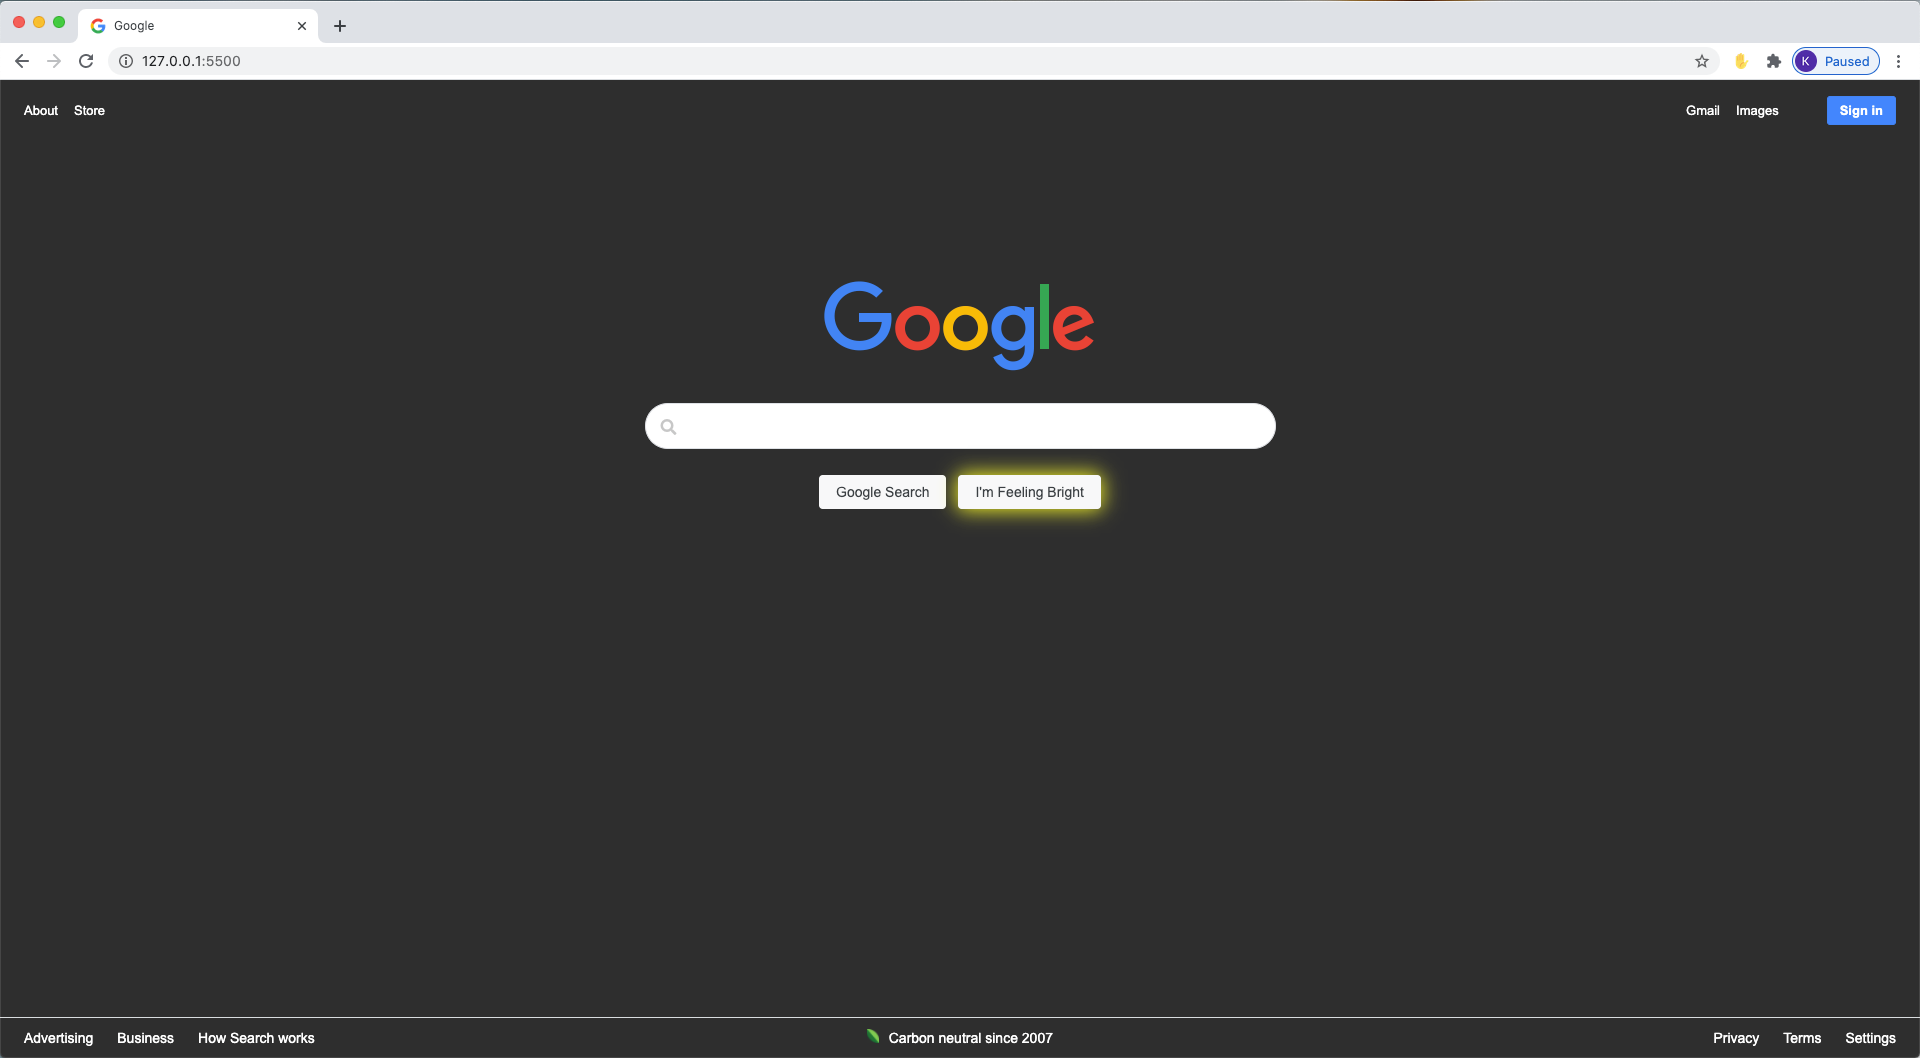 Google
127.0.0.1:5500
K Paused
About Store
Gmail Images Sign in
Google
Google Search I'm Feeling Bright
Advertising Business How Search works
Carbon neutral since 2007
Privacy Terms Settings